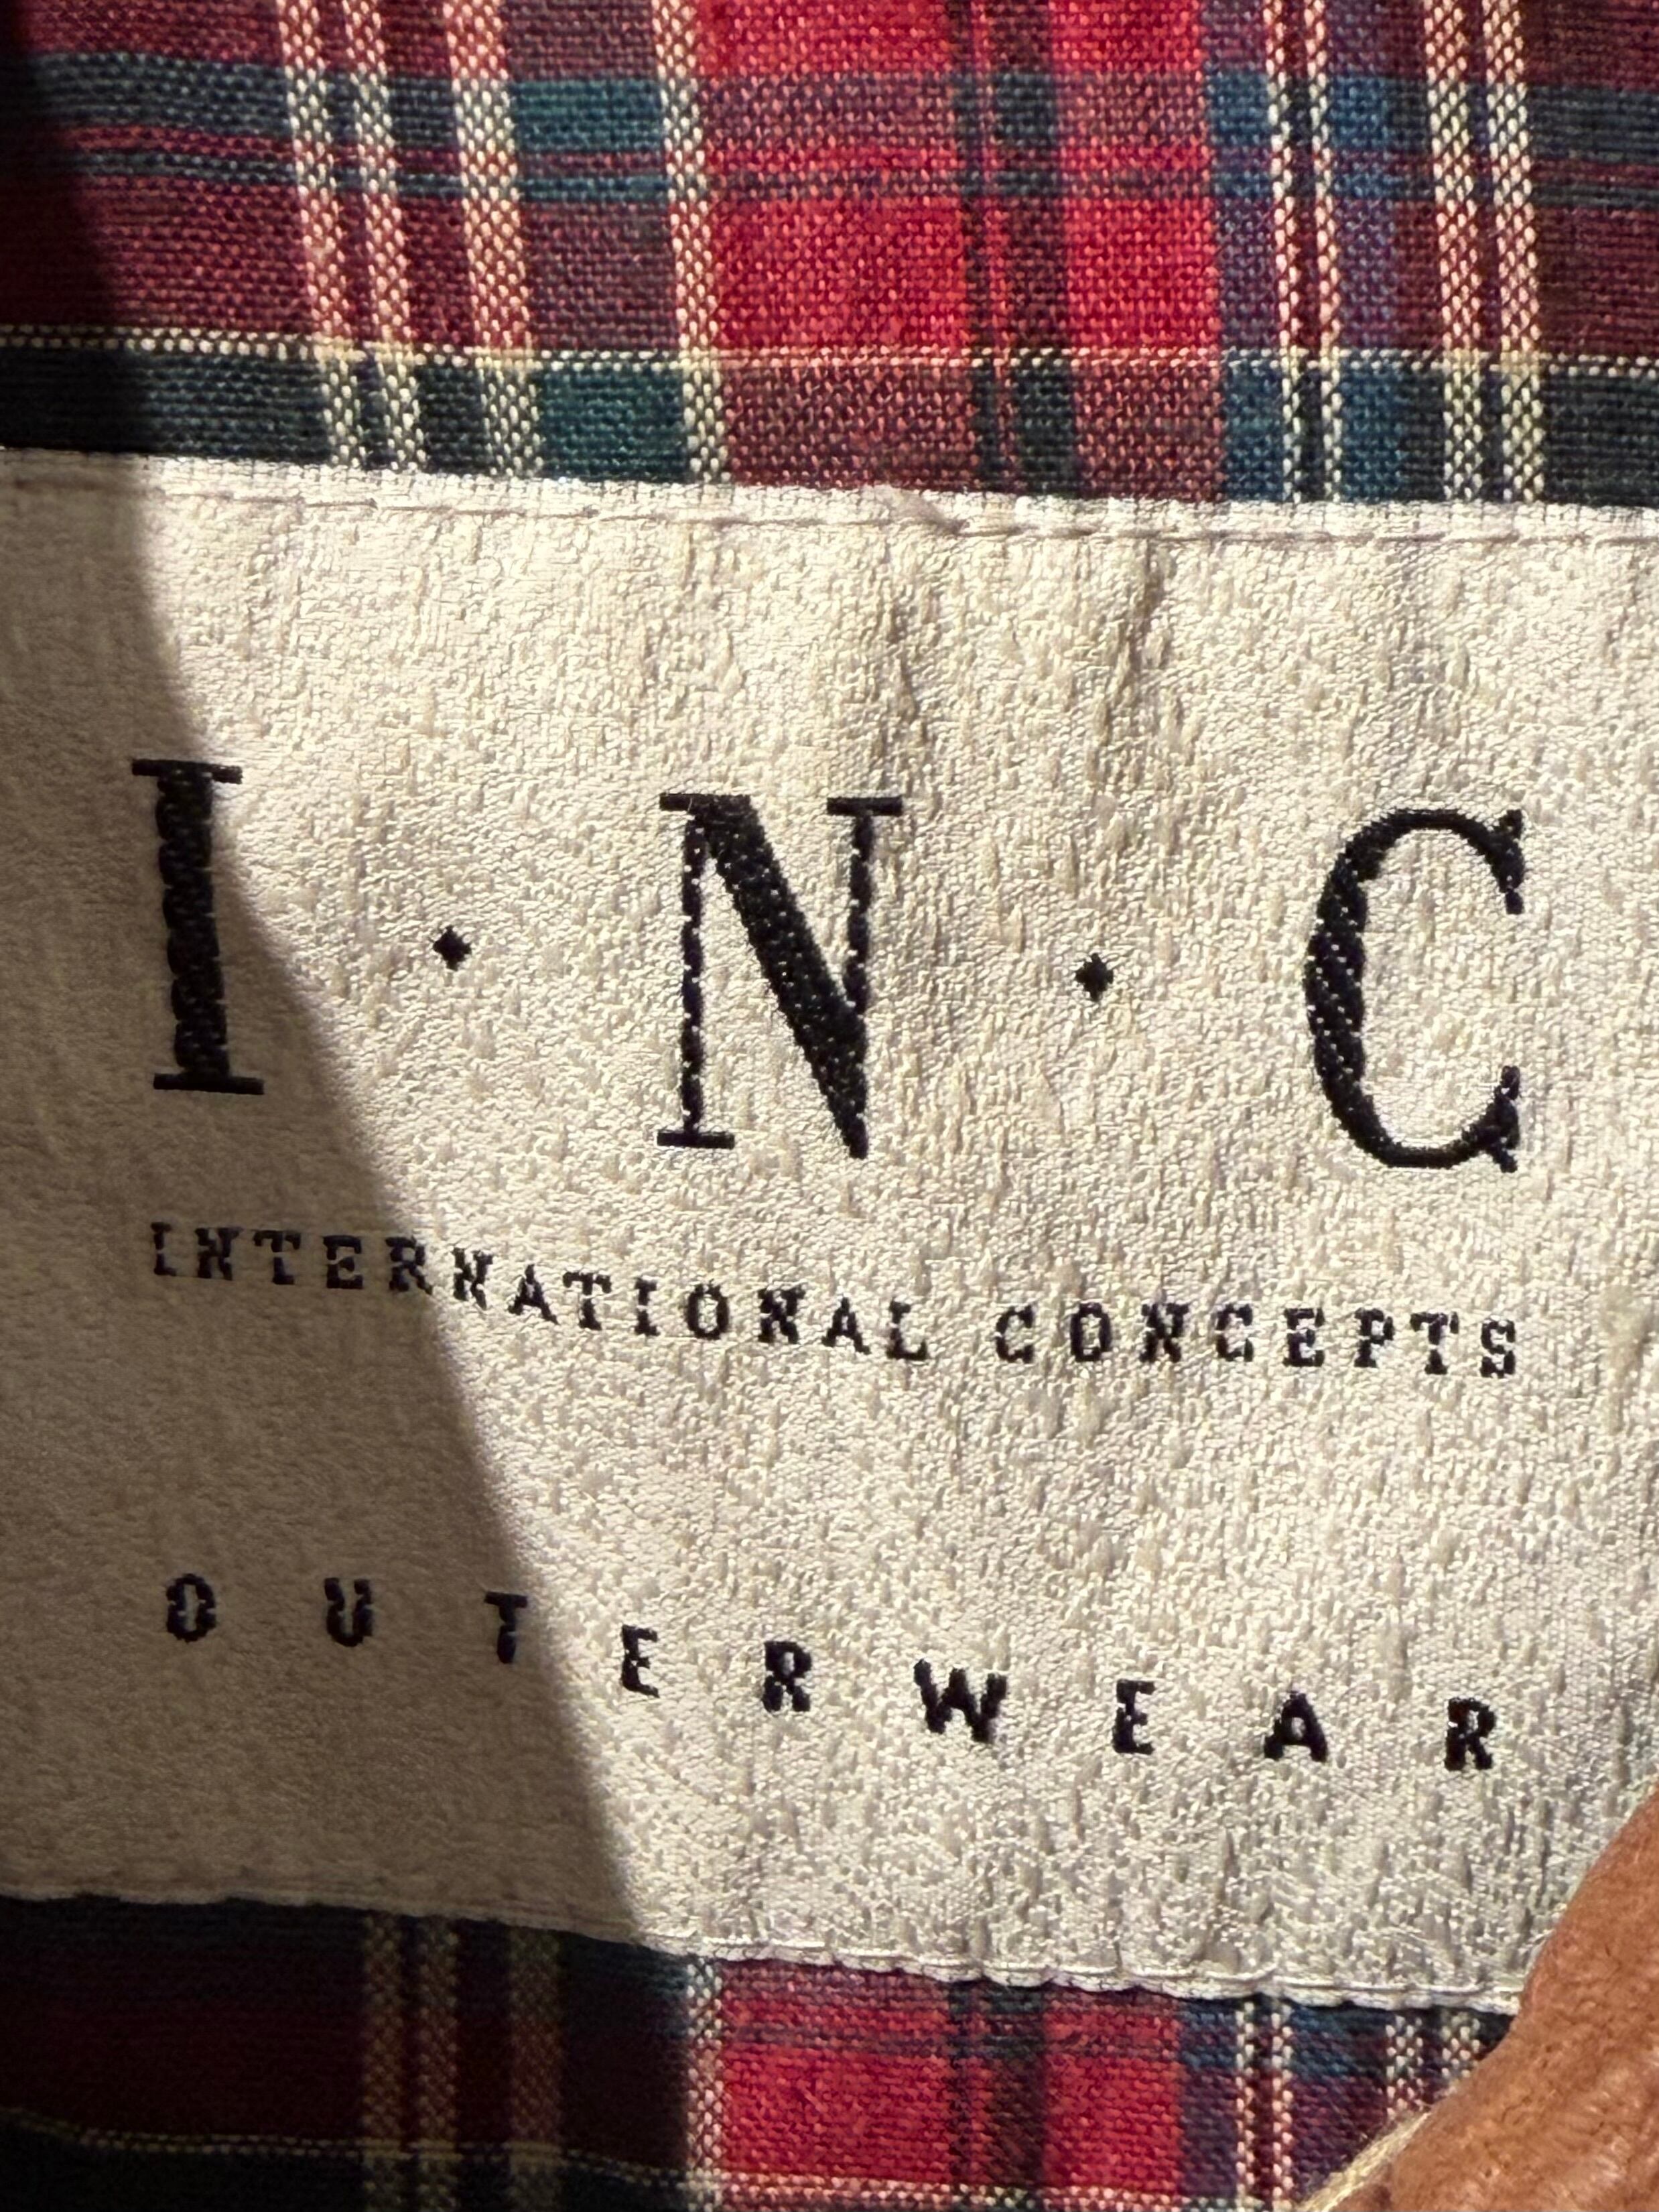 I·N·C
INTERNATIONAL CONCEPTS
OUTERWEAR